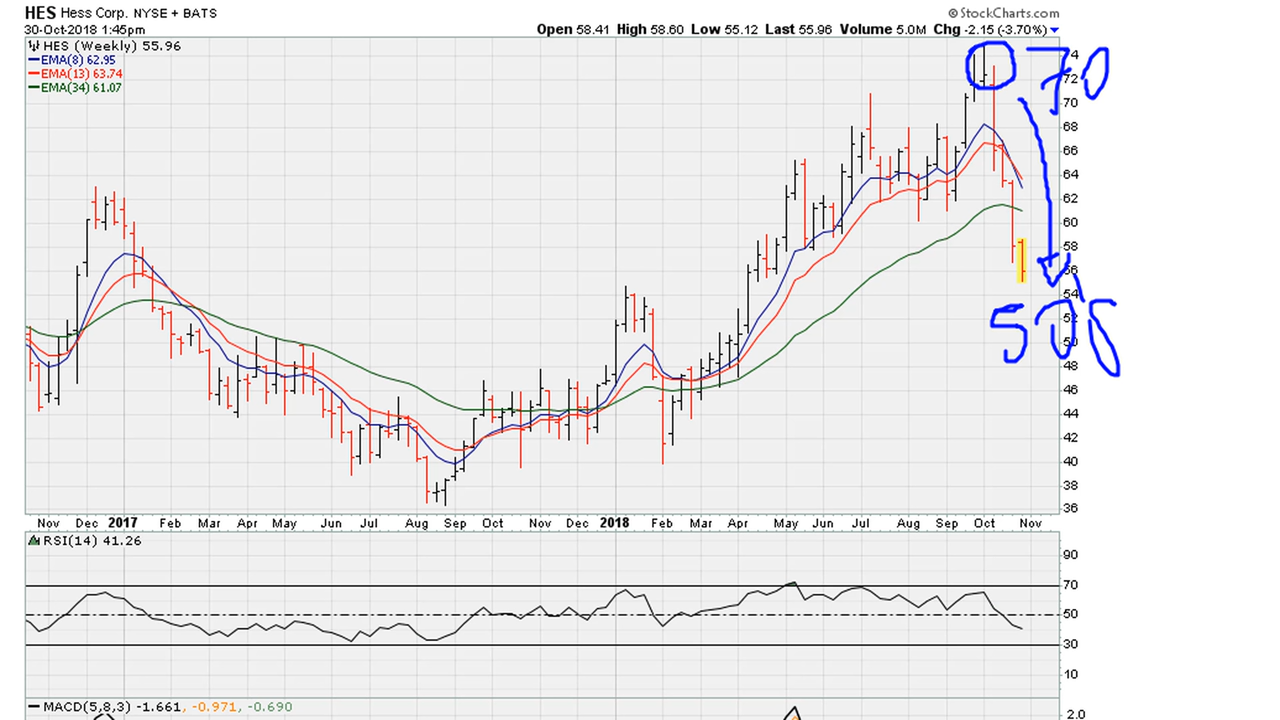 HES Hess Corp. NYSE + BATS
© StockCharts.com
30-Oct-2018 1:45pm
Open 58.41 High 58.60 Low 55.12 Last 55.96 Volume 5.0M Chg -2.15 (-3.70%)
HES (Weekly) 55.96
EMA(8) 62.95
EMA(13) 63.74
EMA(34) 61.07
70
74
72
70
68
66
64
62
60
58
56
54
52
50
48
46
44
42
40
38
36
Nov Dec 2017 Feb Mar Apr May Jun Jul Aug Sep Oct Nov Dec 2018 Feb Mar Apr May Jun Jul Aug Sep Oct Nov
RSI(14) 41.26
90
70
50
30
10
MACD(5,8,3) -1.661, -0.971, -0.690
2.0